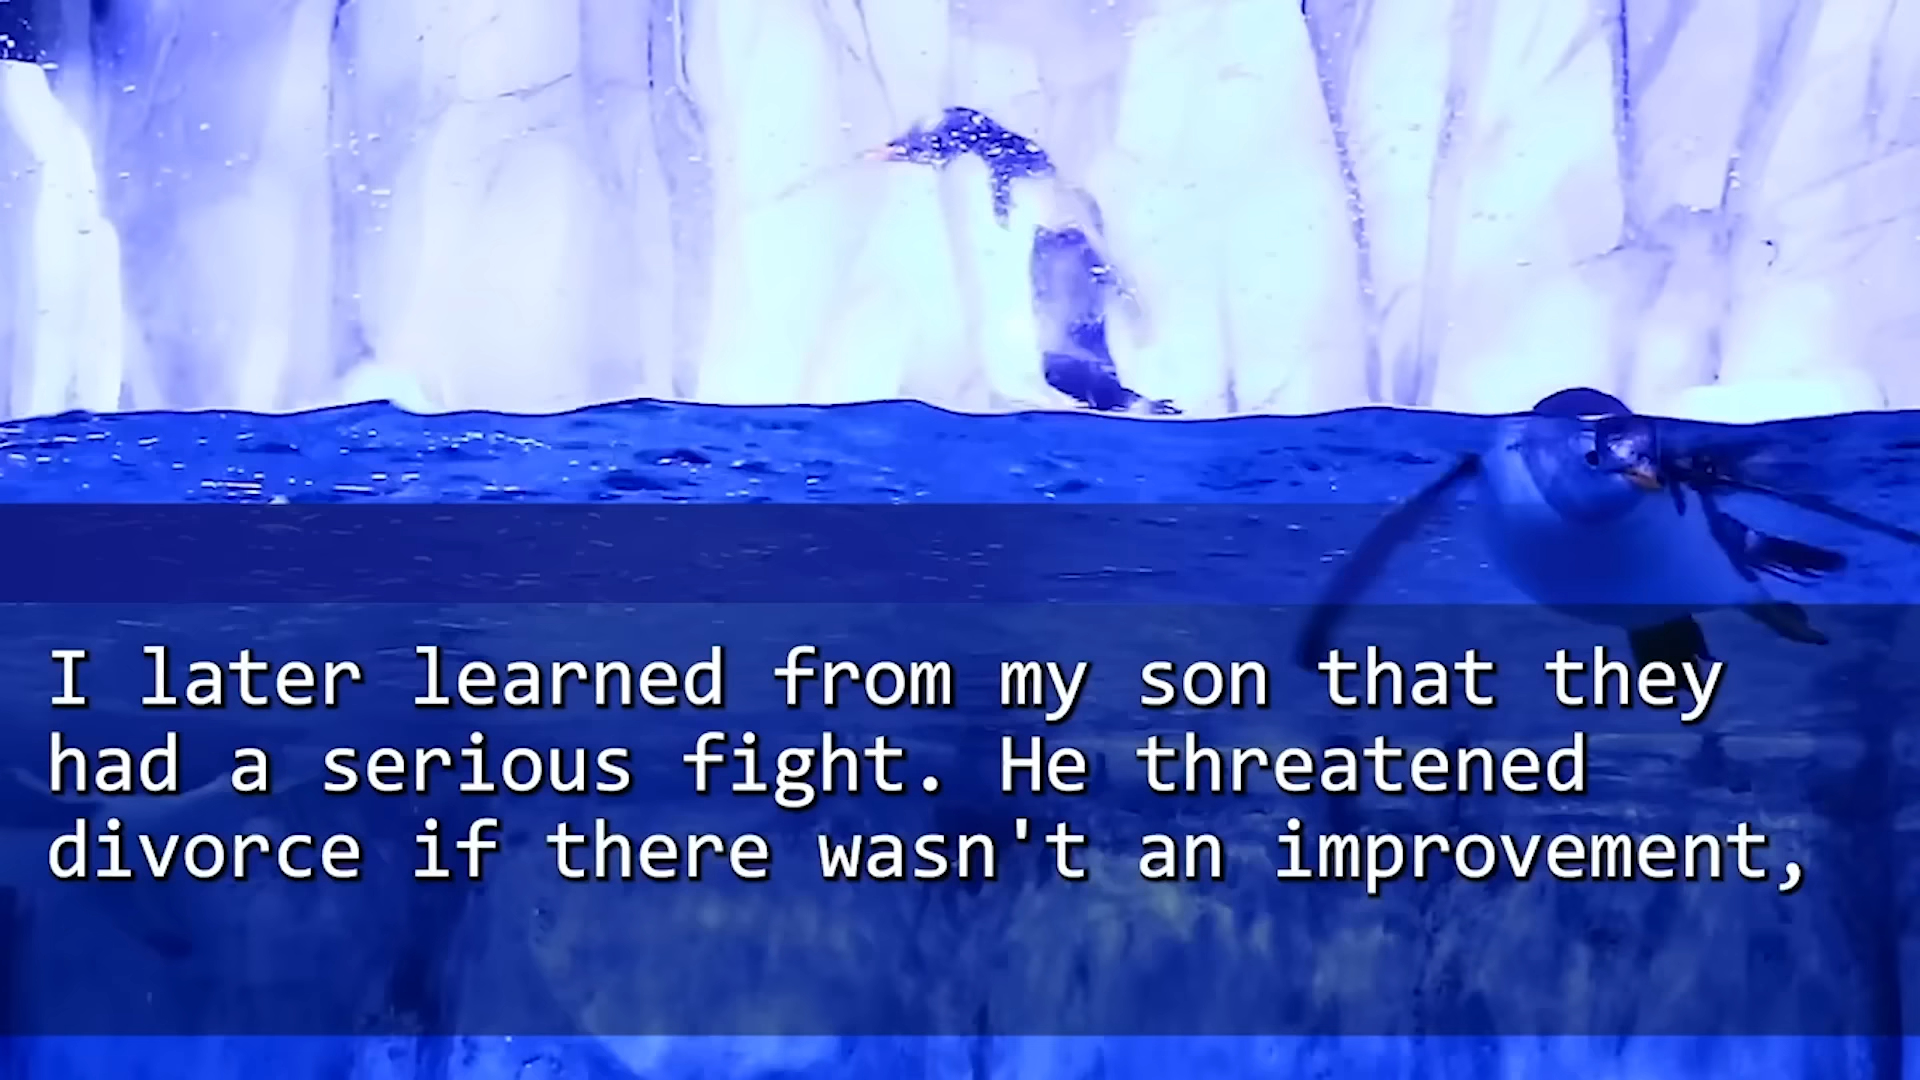 I later learned from my son that they
had a serious fight. He threatened
divorce if there wasn't an improvement,